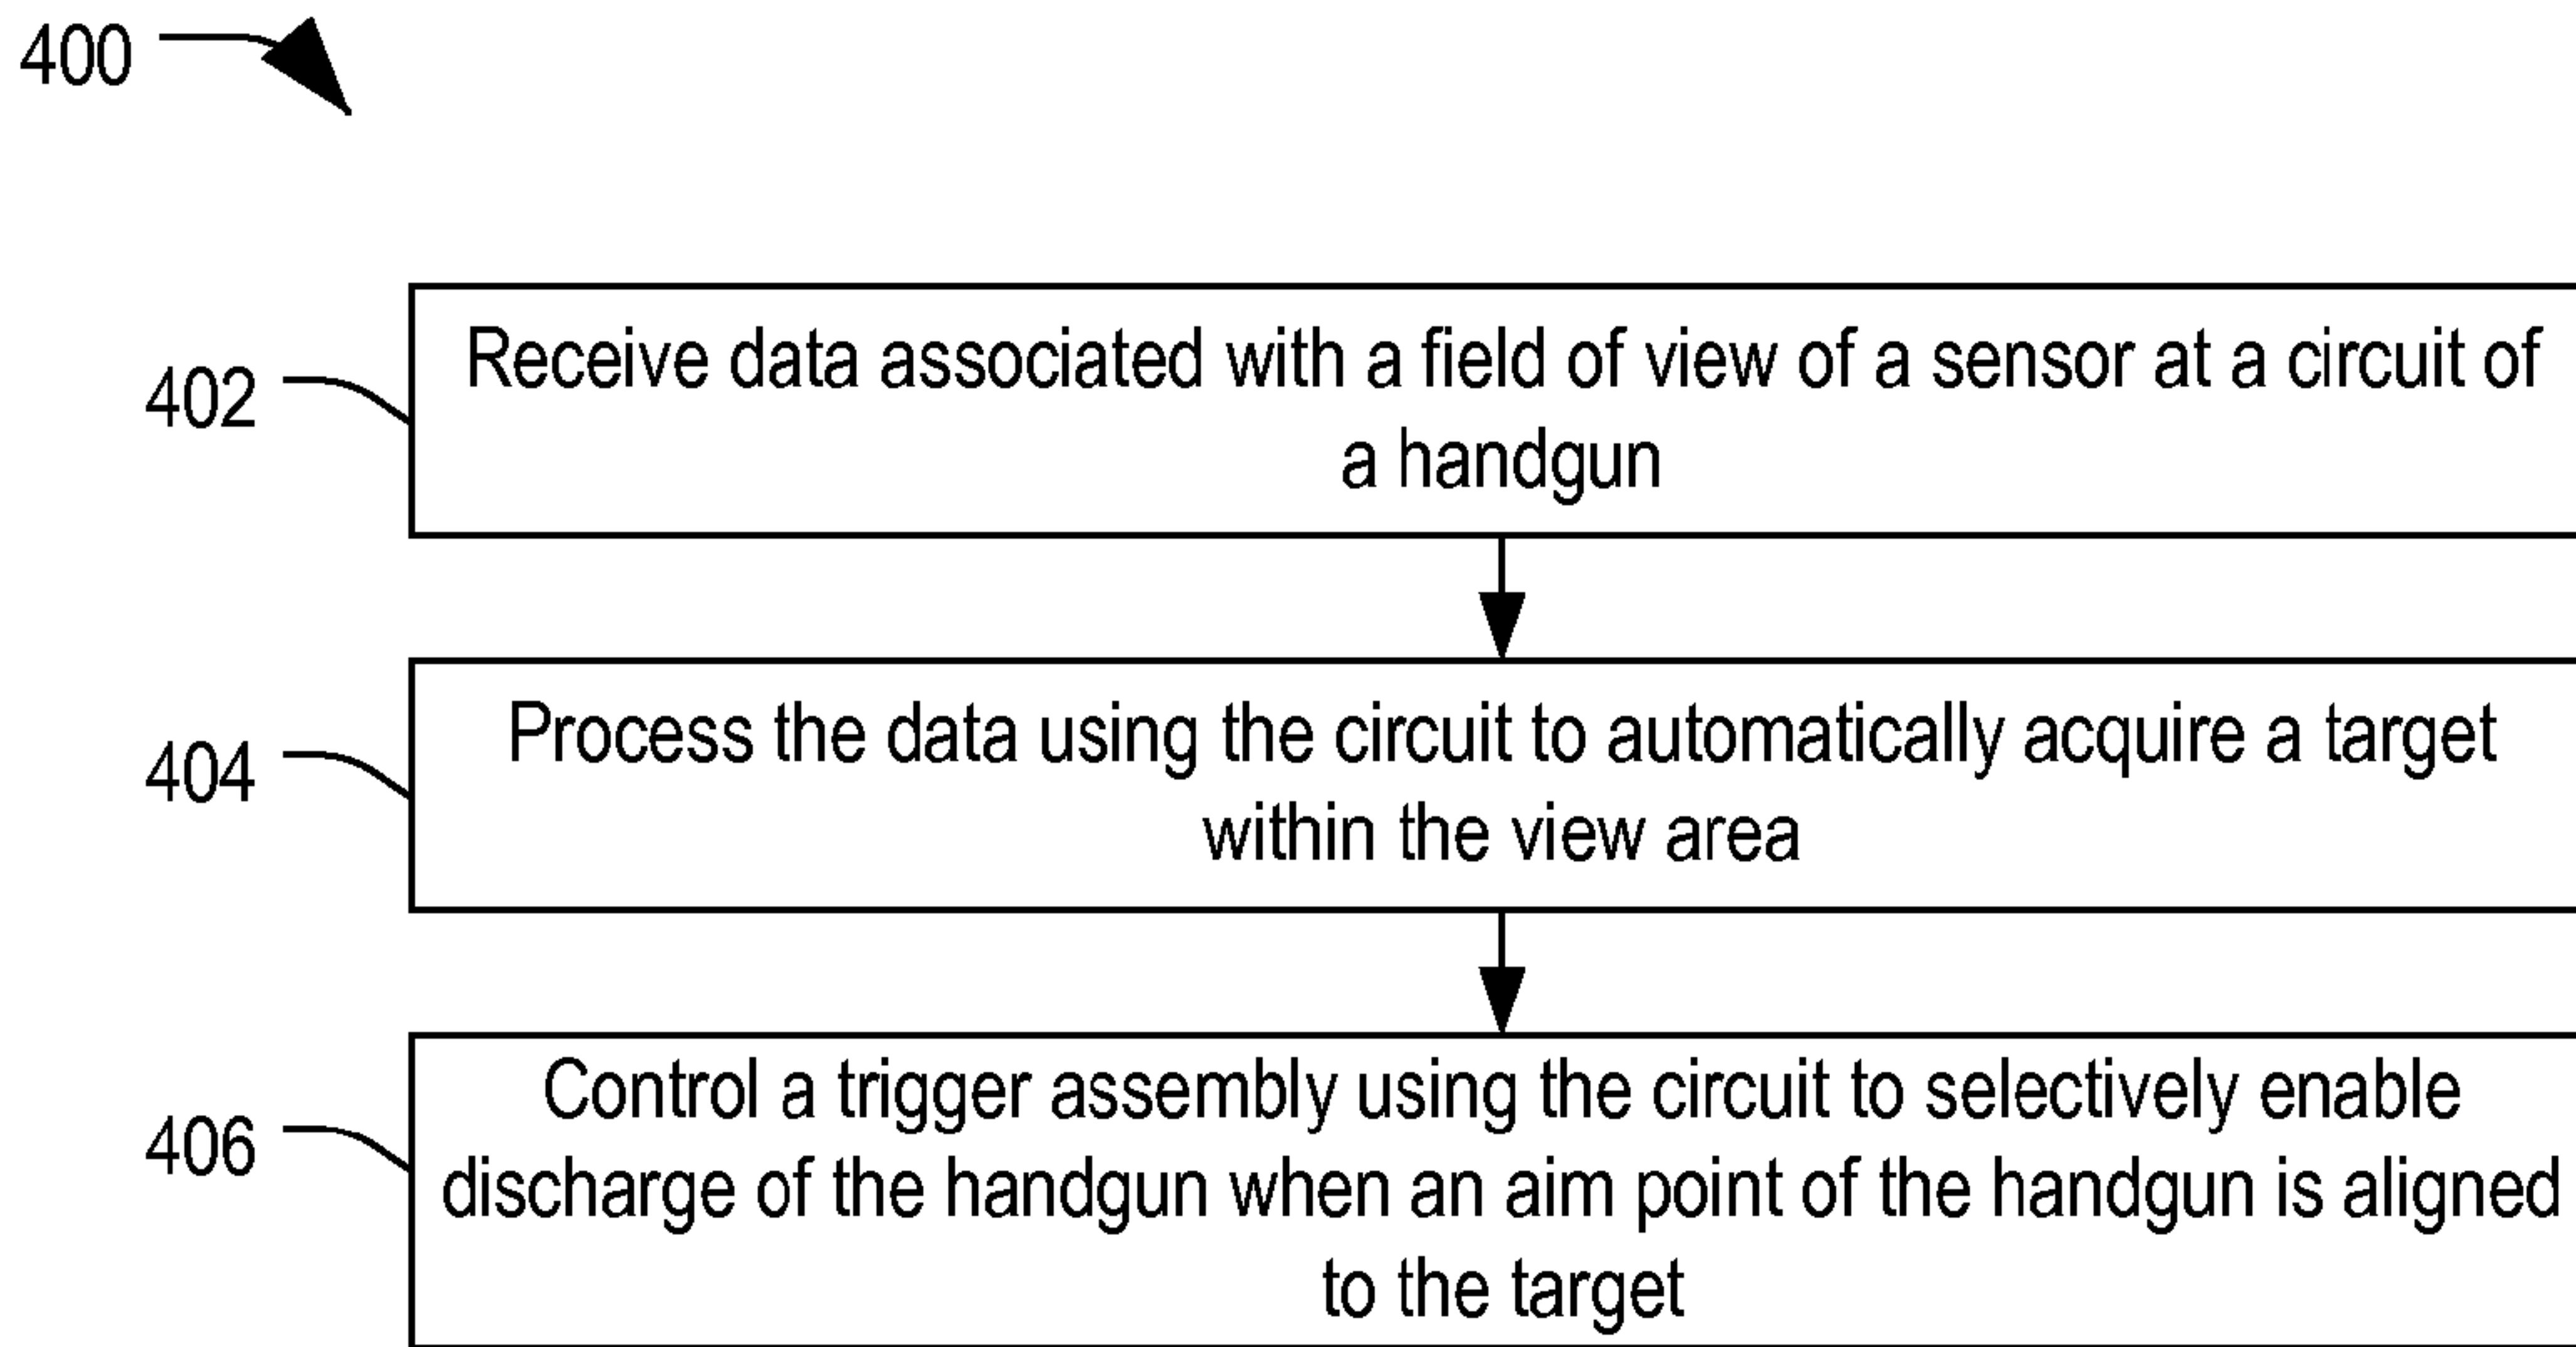 400
402
Receive data associated with a field of view of a sensor at a circuit of
a handgun
404
Process the data using the circuit to automatically acquire a target
within the view area
406
Control a trigger assembly using the circuit to selectively enable
discharge of the handgun when an aim point of the handgun is aligned
to the target